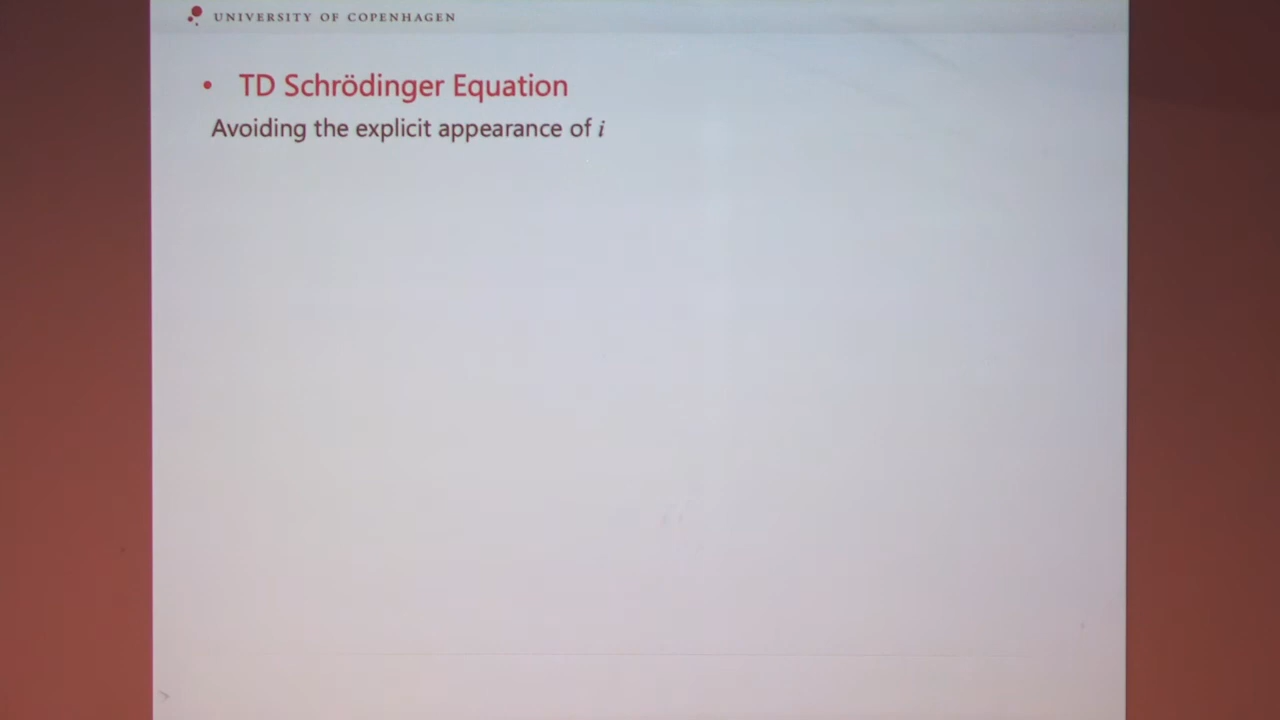 UNIVERSITY OF COPENHAGEN
• TD Schrödinger Equation
Avoiding the explicit appearance of i